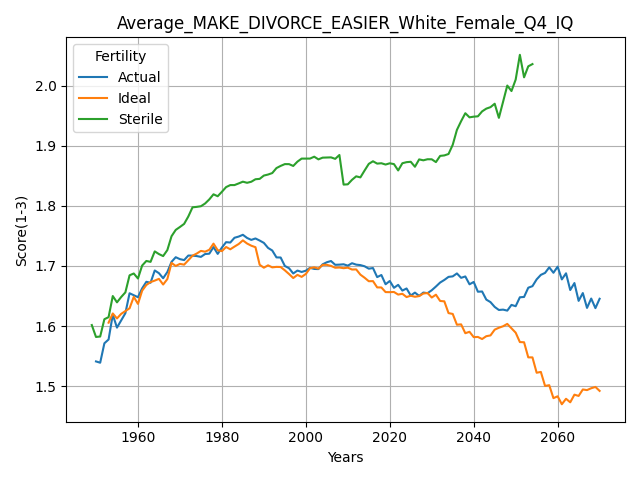 Average_MAKE_DIVORCE_EASIER_White_Female_Q4_IQ
Fertility
Actual
Ideal
Sterile
Score(1-3)
2.0
1.9
1.8
1.7
1.6
1.5
1960 1980 2000 2020 2040 2060
Years